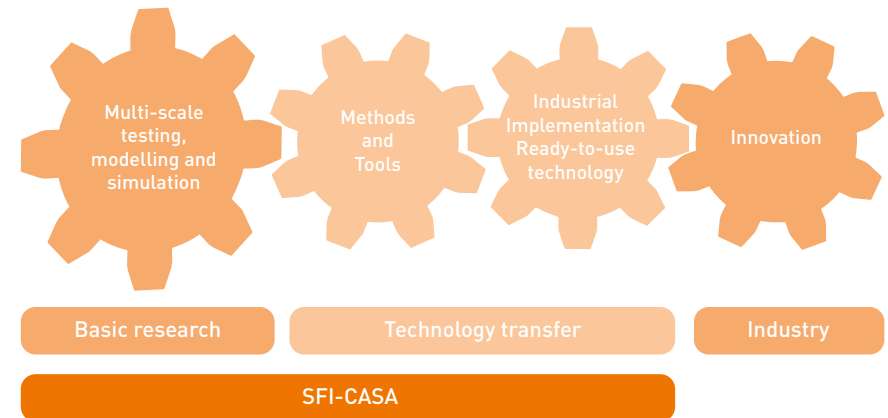 Multi-scale
testing,
modelling and
simulation
Methods
and
Tools
Industrial
Implementation
Ready-to-use
technology
Innovation
Basic research
Technology transfer
Industry
SFI-CASA